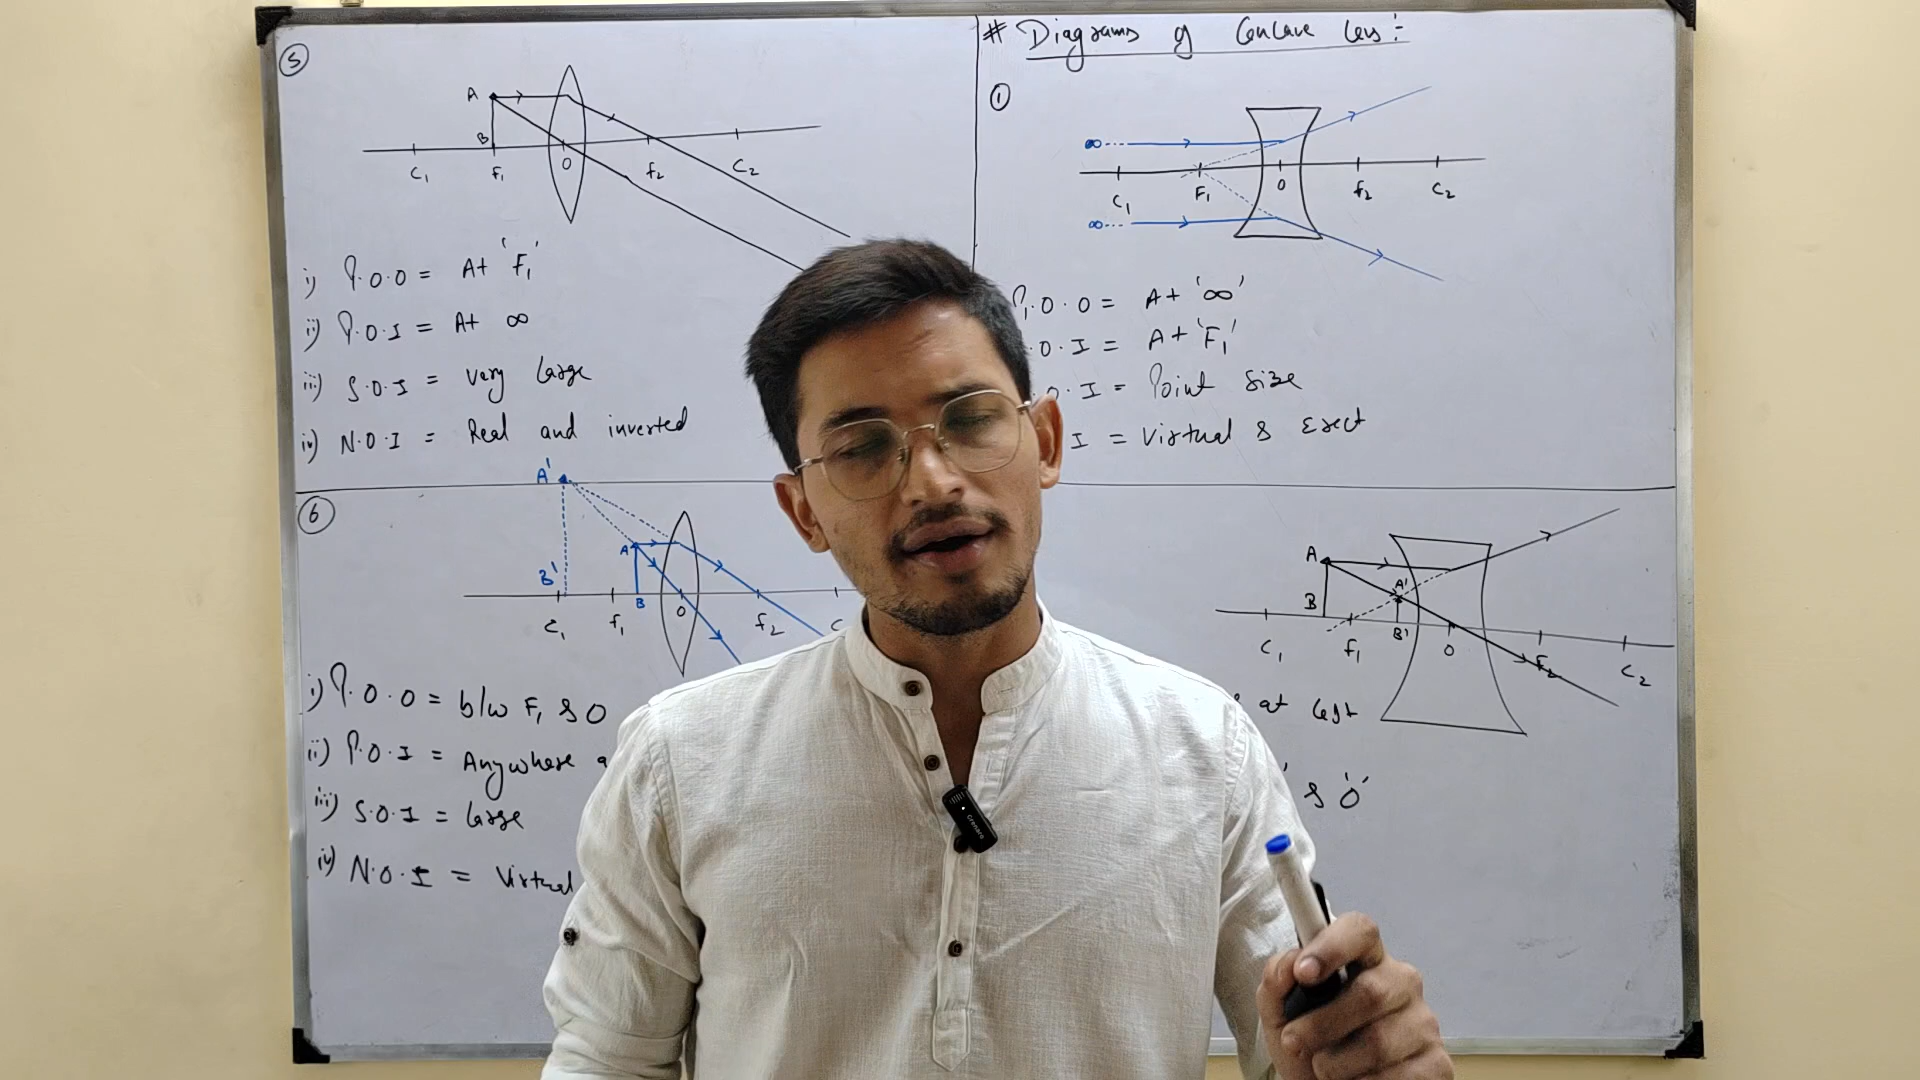 5
A
B
C₁ F₁ O f₂ C₂
i) P.O.O = At 'F₁'
ii) P.O.I = At ∞
iii) S.O.I = very large
iv) N.O.I = Real and inverted
6
A'
A
B'
B O
C₁ f₁ f₂ C
i) P.O.O = b/w F₁ & O
ii) P.O.I = Anywhere a
iii) S.O.I = large
iv) N.O.I = Virtual
# Diagrams of Concave lens :-
1
∞
C₁ F₁ O f₂ C₂
∞
P.O.O = At '∞'
.O.I = At 'F₁'
O.I = Point size
I = Virtual & Erect
A
A'
B
B'
C₁ f₁ O F₂ C₂
at left
& O'
Grenaro